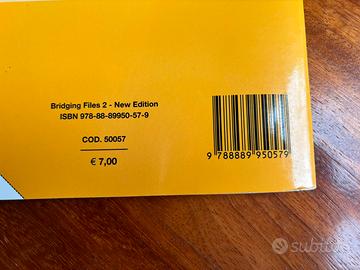 Bridging Files 2 - New Edition
ISBN 978-88-89950-57-9
COD. 50057
€ 7,00
9 788889 950579
subito